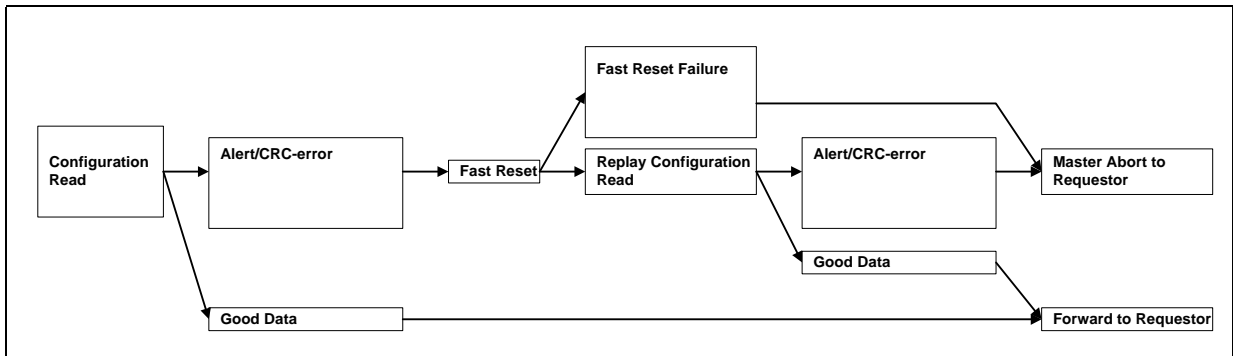 Fast Reset Failure
Configuration
Read
Alert/CRC-error
Fast Reset
Replay Configuration
Read
Alert/CRC-error
Master Abort to
Requestor
Good Data
Good Data
Forward to Requestor